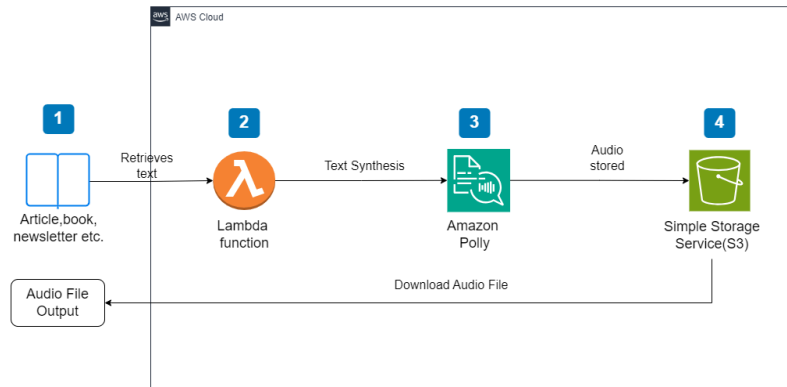 aws AWS Cloud
1
2
3
4
Retrieves
text
Text Synthesis
Audio
stored
Article,book,
newsletter etc.
Lambda
function
Amazon
Polly
Simple Storage
Service(S3)
Download Audio File
Audio File
Output